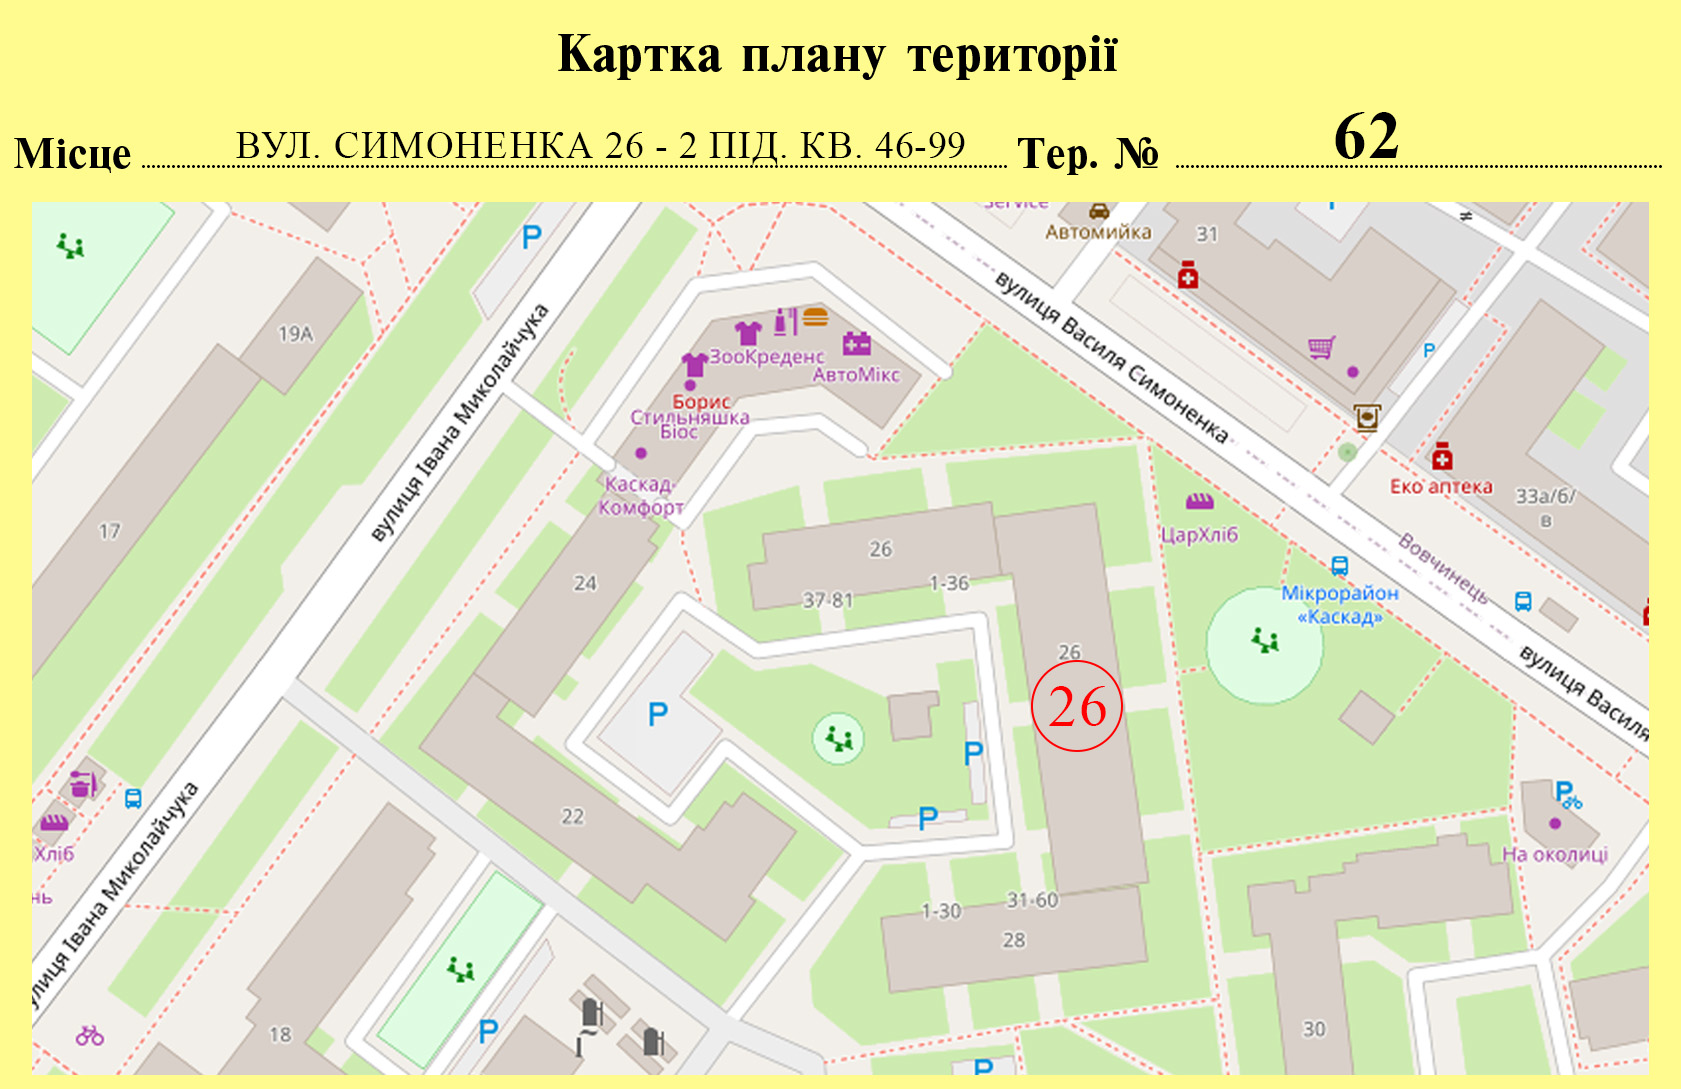 Картка плану території
Місце ВУЛ. СИМОНЕНКА 26 - 2 ПІД. КВ. 46-99 Тер. № 62
Service
Автомийка
31
P
P
19А
вулиця Івана Миколайчука
вулиця Василя Симоненка
ЗооКреденс
АвтоМікс
Борис
Стильняшка
Біос
P
Каскад-
Комфорт
Еко аптека
33а/б/
в
17
ЦарХліб
Вовчинець
26
24
1-36
37-81
Мікрорайон
«Каскад»
26
26
вулиця Василя
P
P
P
22
P
На околиці
вулиця Івана Миколайчука
Хліб
нь
1-30
31-60
28
18
P
30
P